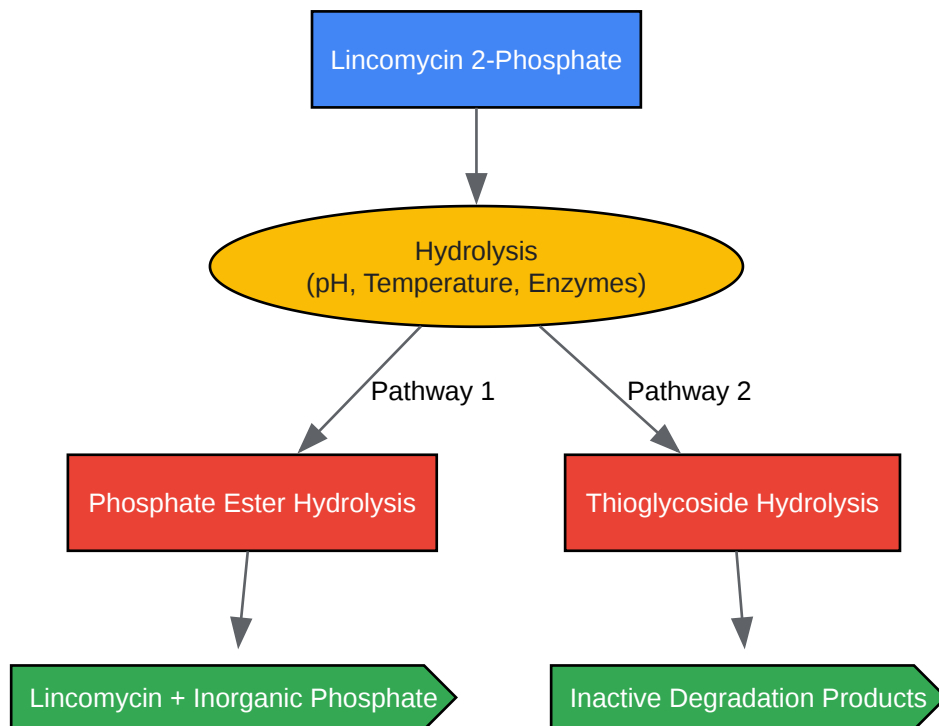 Lincomycin 2-Phosphate
Hydrolysis
(pH, Temperature, Enzymes)
Pathway 1
Pathway 2
Phosphate Ester Hydrolysis
Thioglycoside Hydrolysis
Lincomycin + Inorganic Phosphate
Inactive Degradation Products